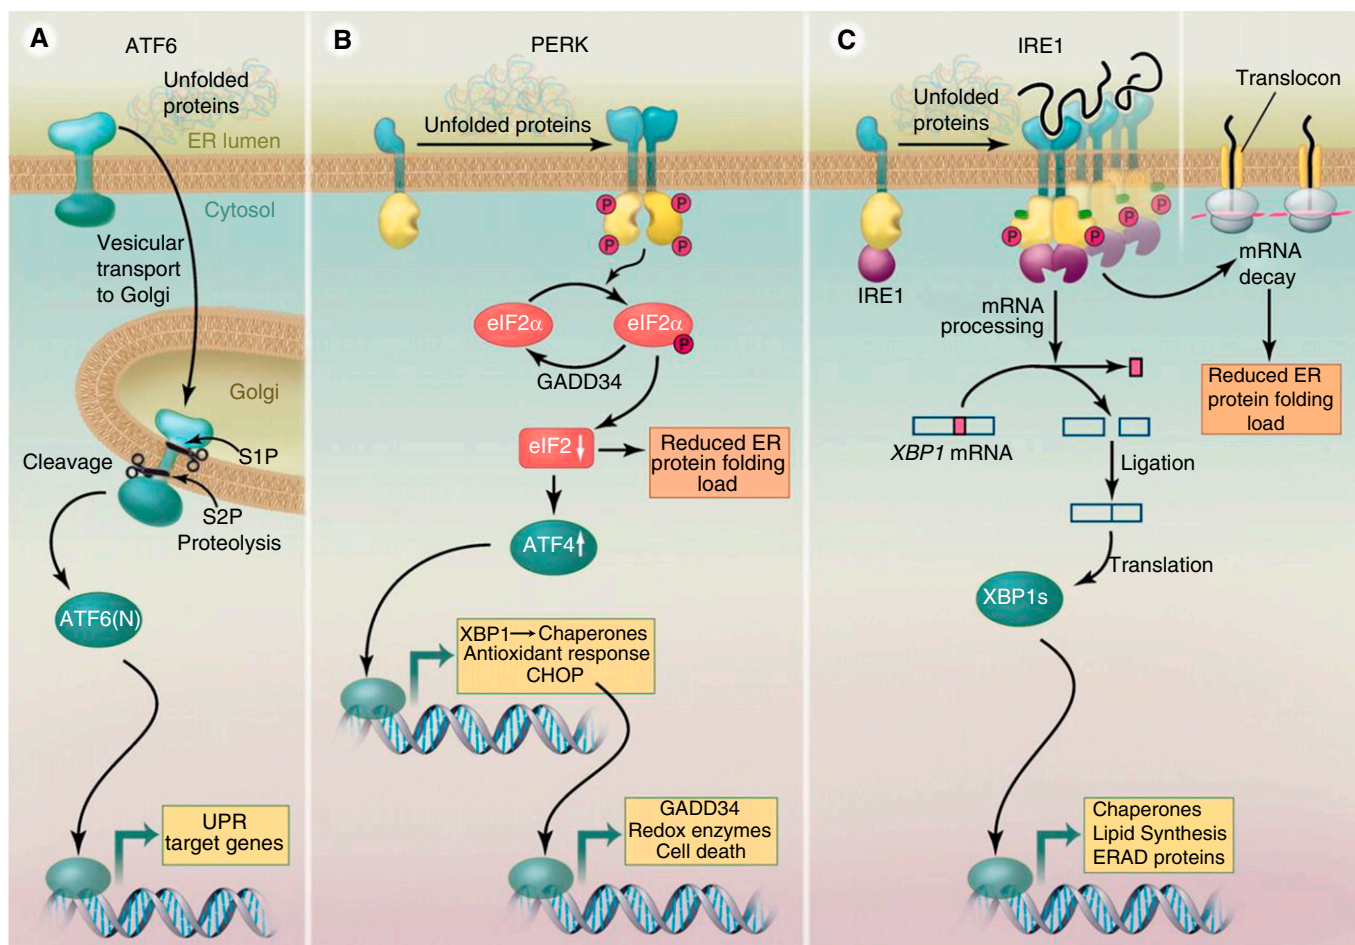 A
ATF6
Unfolded
proteins
ER lumen
Cytosol
Vesicular
transport
to Golgi
Golgi
Cleavage
S1P
S2P
Proteolysis
ATF6(N)
UPR
target genes
B
PERK
Unfolded proteins
P
P
P
P
eIF2α
eIF2α
P
GADD34
eIF2
Reduced ER
protein folding
load
ATF4
XBP1→Chaperones
Antioxidant response
CHOP
GADD34
Redox enzymes
Cell death
C
IRE1
Unfolded
proteins
Translocon
P
P
P
P
IRE1
mRNA
processing
mRNA
decay
Reduced ER
protein folding
load
XBP1 mRNA
Ligation
Translation
XBP1s
Chaperones
Lipid Synthesis
ERAD proteins